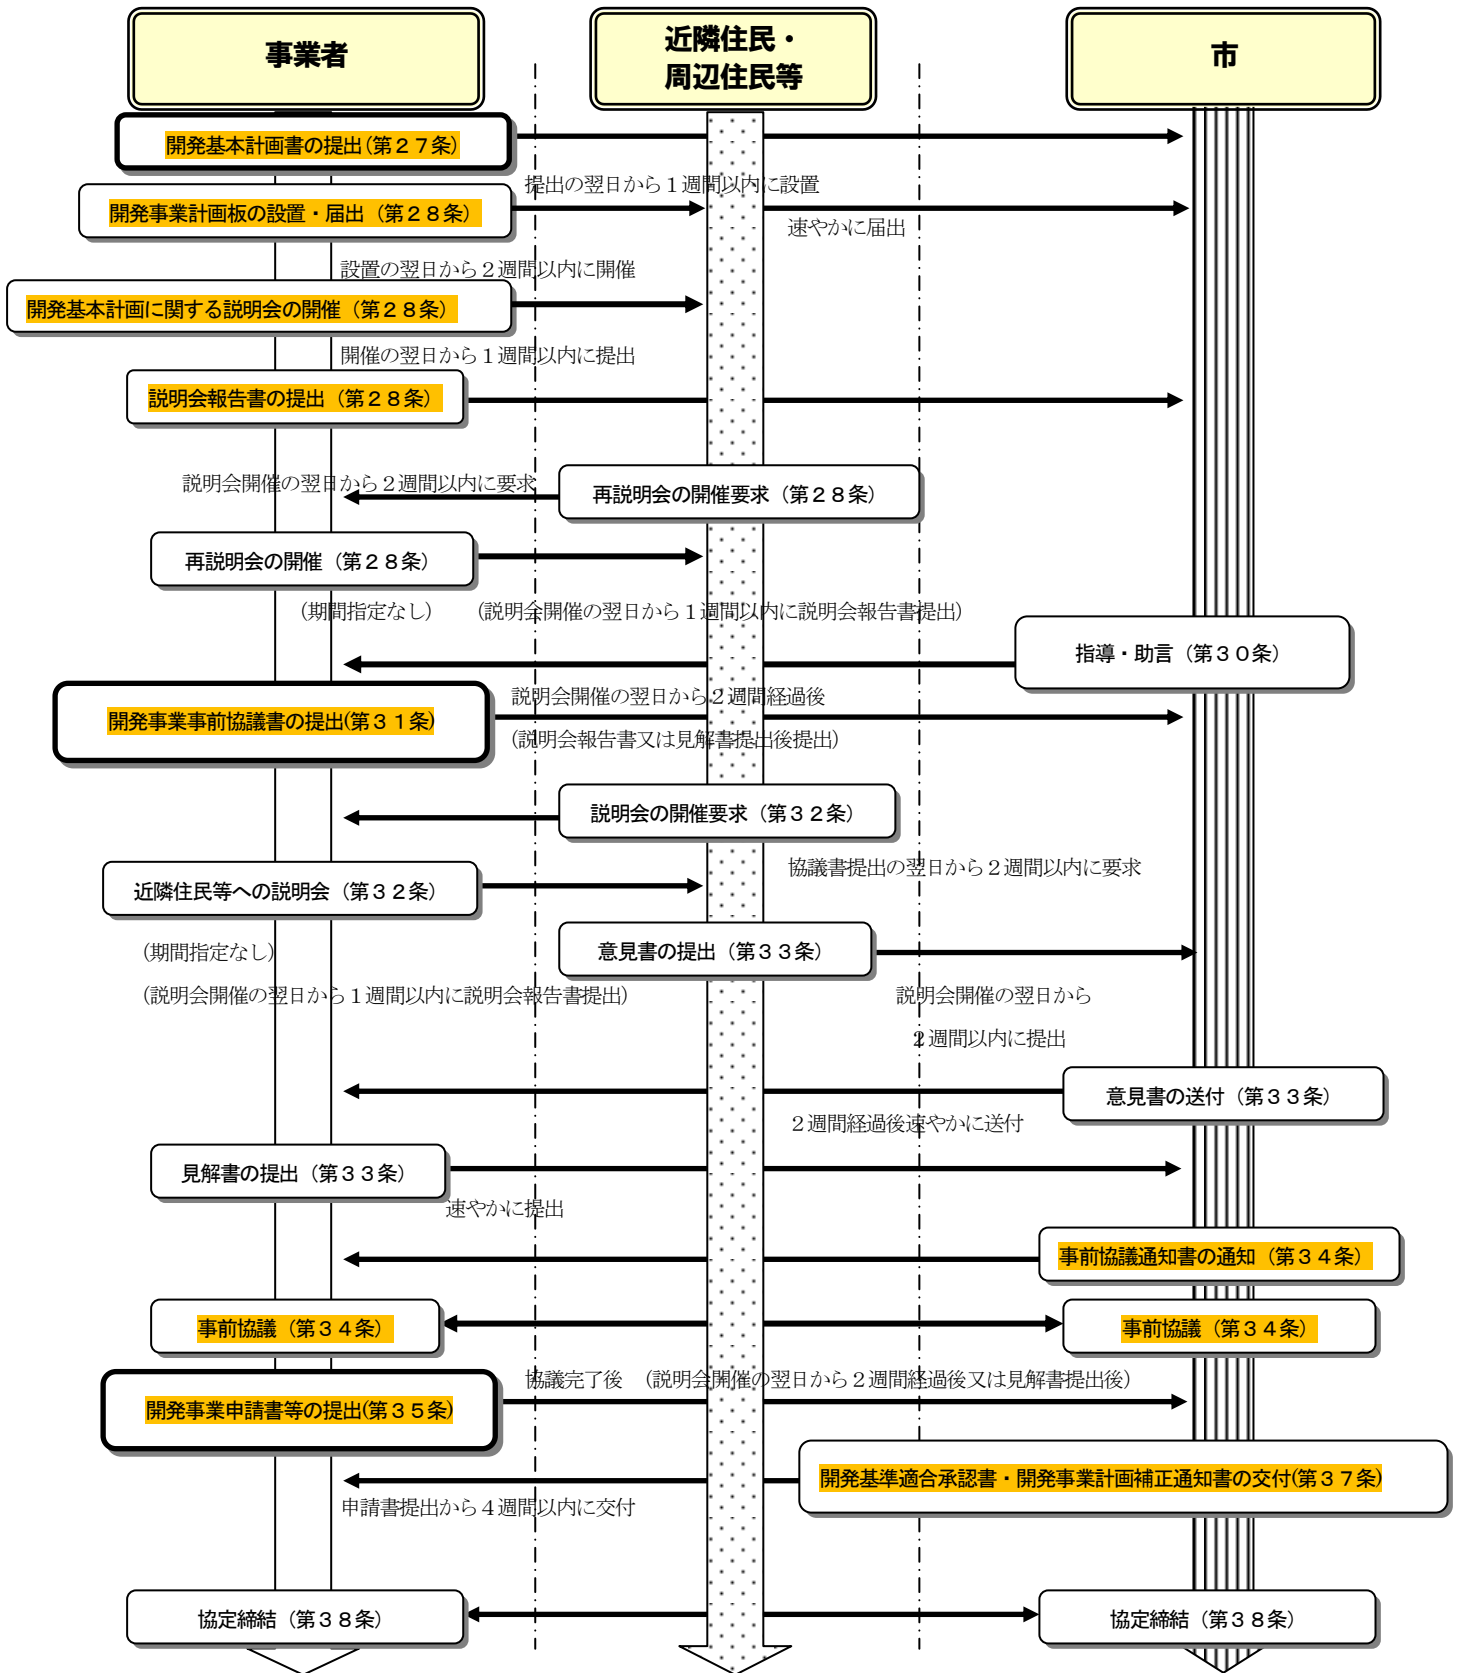 事業者
近隣住民・
周辺住民等
市
開発基本計画書の提出(第２７条)
提出の翌日から１週間以内に設置
開発事業計画板の設置・届出（第２８条）
速やかに届出
設置の翌日から２週間以内に開催
開発基本計画に関する説明会の開催（第２８条）
開催の翌日から１週間以内に提出
説明会報告書の提出（第２８条）
説明会開催の翌日から２週間以内に要求
再説明会の開催要求（第２８条）
再説明会の開催（第２８条）
（期間指定なし）
（説明会開催の翌日から１週間以内に説明会報告書提出）
指導・助言（第３０条）
説明会開催の翌日から２週間経過後
開発事業事前協議書の提出(第３１条)
（説明会報告書又は見解書提出後提出）
説明会の開催要求（第３２条）
協議書提出の翌日から２週間以内に要求
近隣住民等への説明会（第３２条）
（期間指定なし）
意見書の提出（第３３条）
（説明会開催の翌日から１週間以内に説明会報告書提出）
説明会開催の翌日から
２週間以内に提出
意見書の送付（第３３条）
２週間経過後速やかに送付
見解書の提出（第３３条）
速やかに提出
事前協議通知書の通知（第３４条）
事前協議（第３４条）
事前協議（第３４条）
協議完了後　（説明会開催の翌日から２週間経過後又は見解書提出後）
開発事業申請書等の提出(第３５条)
開発基準適合承認書・開発事業計画補正通知書の交付(第３７条)
申請書提出から４週間以内に交付
協定締結（第３８条）
協定締結（第３８条）